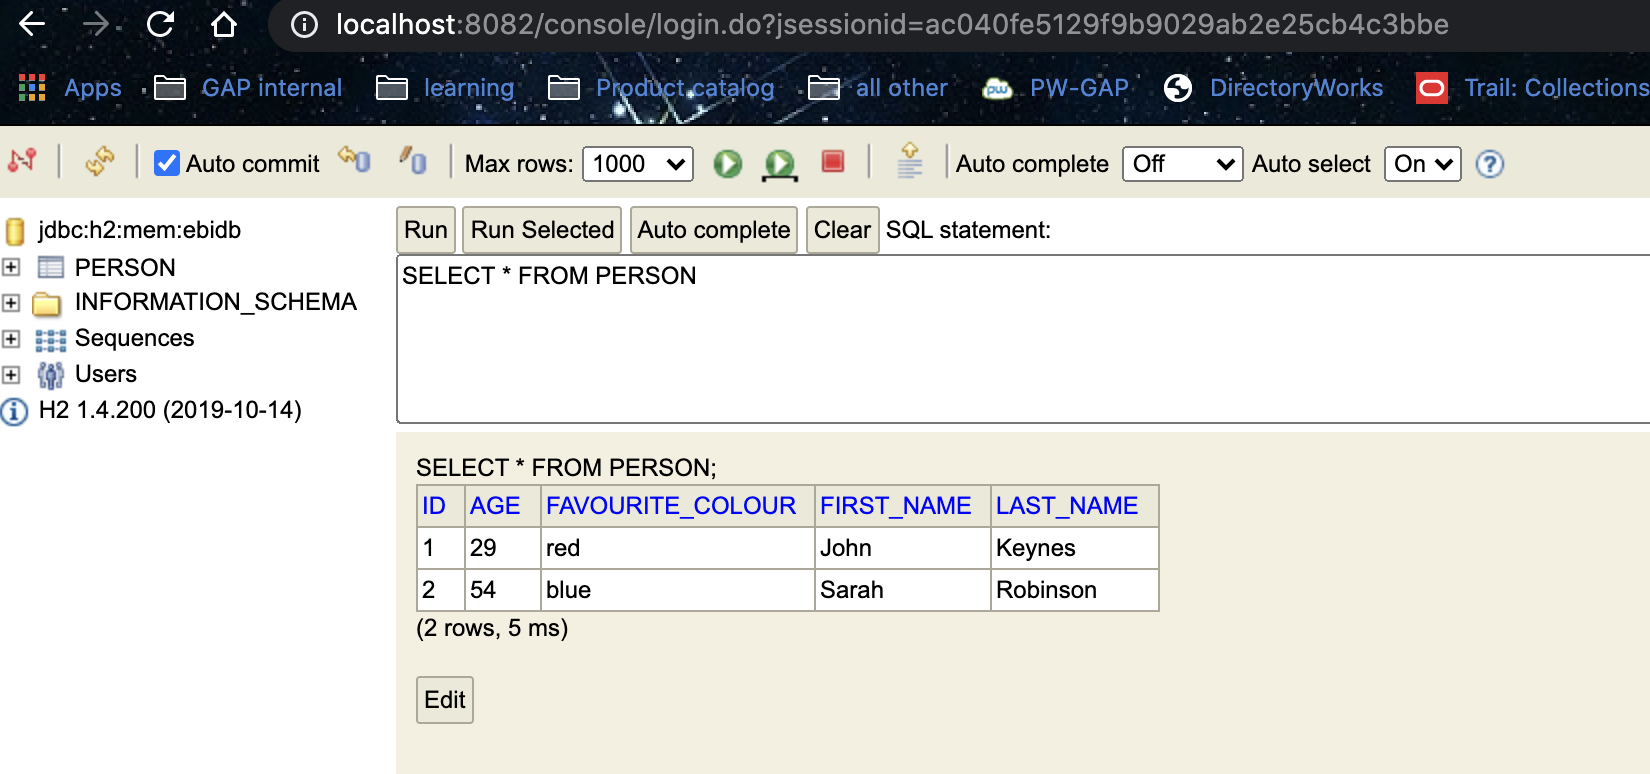 localhost:8082/console/login.do?jsessionid=ac040fe5129f9b9029ab2e25cb4c3bbe
Apps GAP internal learning Product catalog all other pw PW-GAP DirectoryWorks Trail: Collections
Auto commit Max rows: 1000 Auto complete Off Auto select On ?
jdbc:h2:mem:ebidb
PERSON
INFORMATION_SCHEMA
Sequences
Users
H2 1.4.200 (2019-10-14)
Run Run Selected Auto complete Clear SQL statement:
SELECT * FROM PERSON
SELECT * FROM PERSON;
ID AGE FAVOURITE_COLOUR FIRST_NAME LAST_NAME
1 29 red John Keynes
2 54 blue Sarah Robinson
(2 rows, 5 ms)
Edit